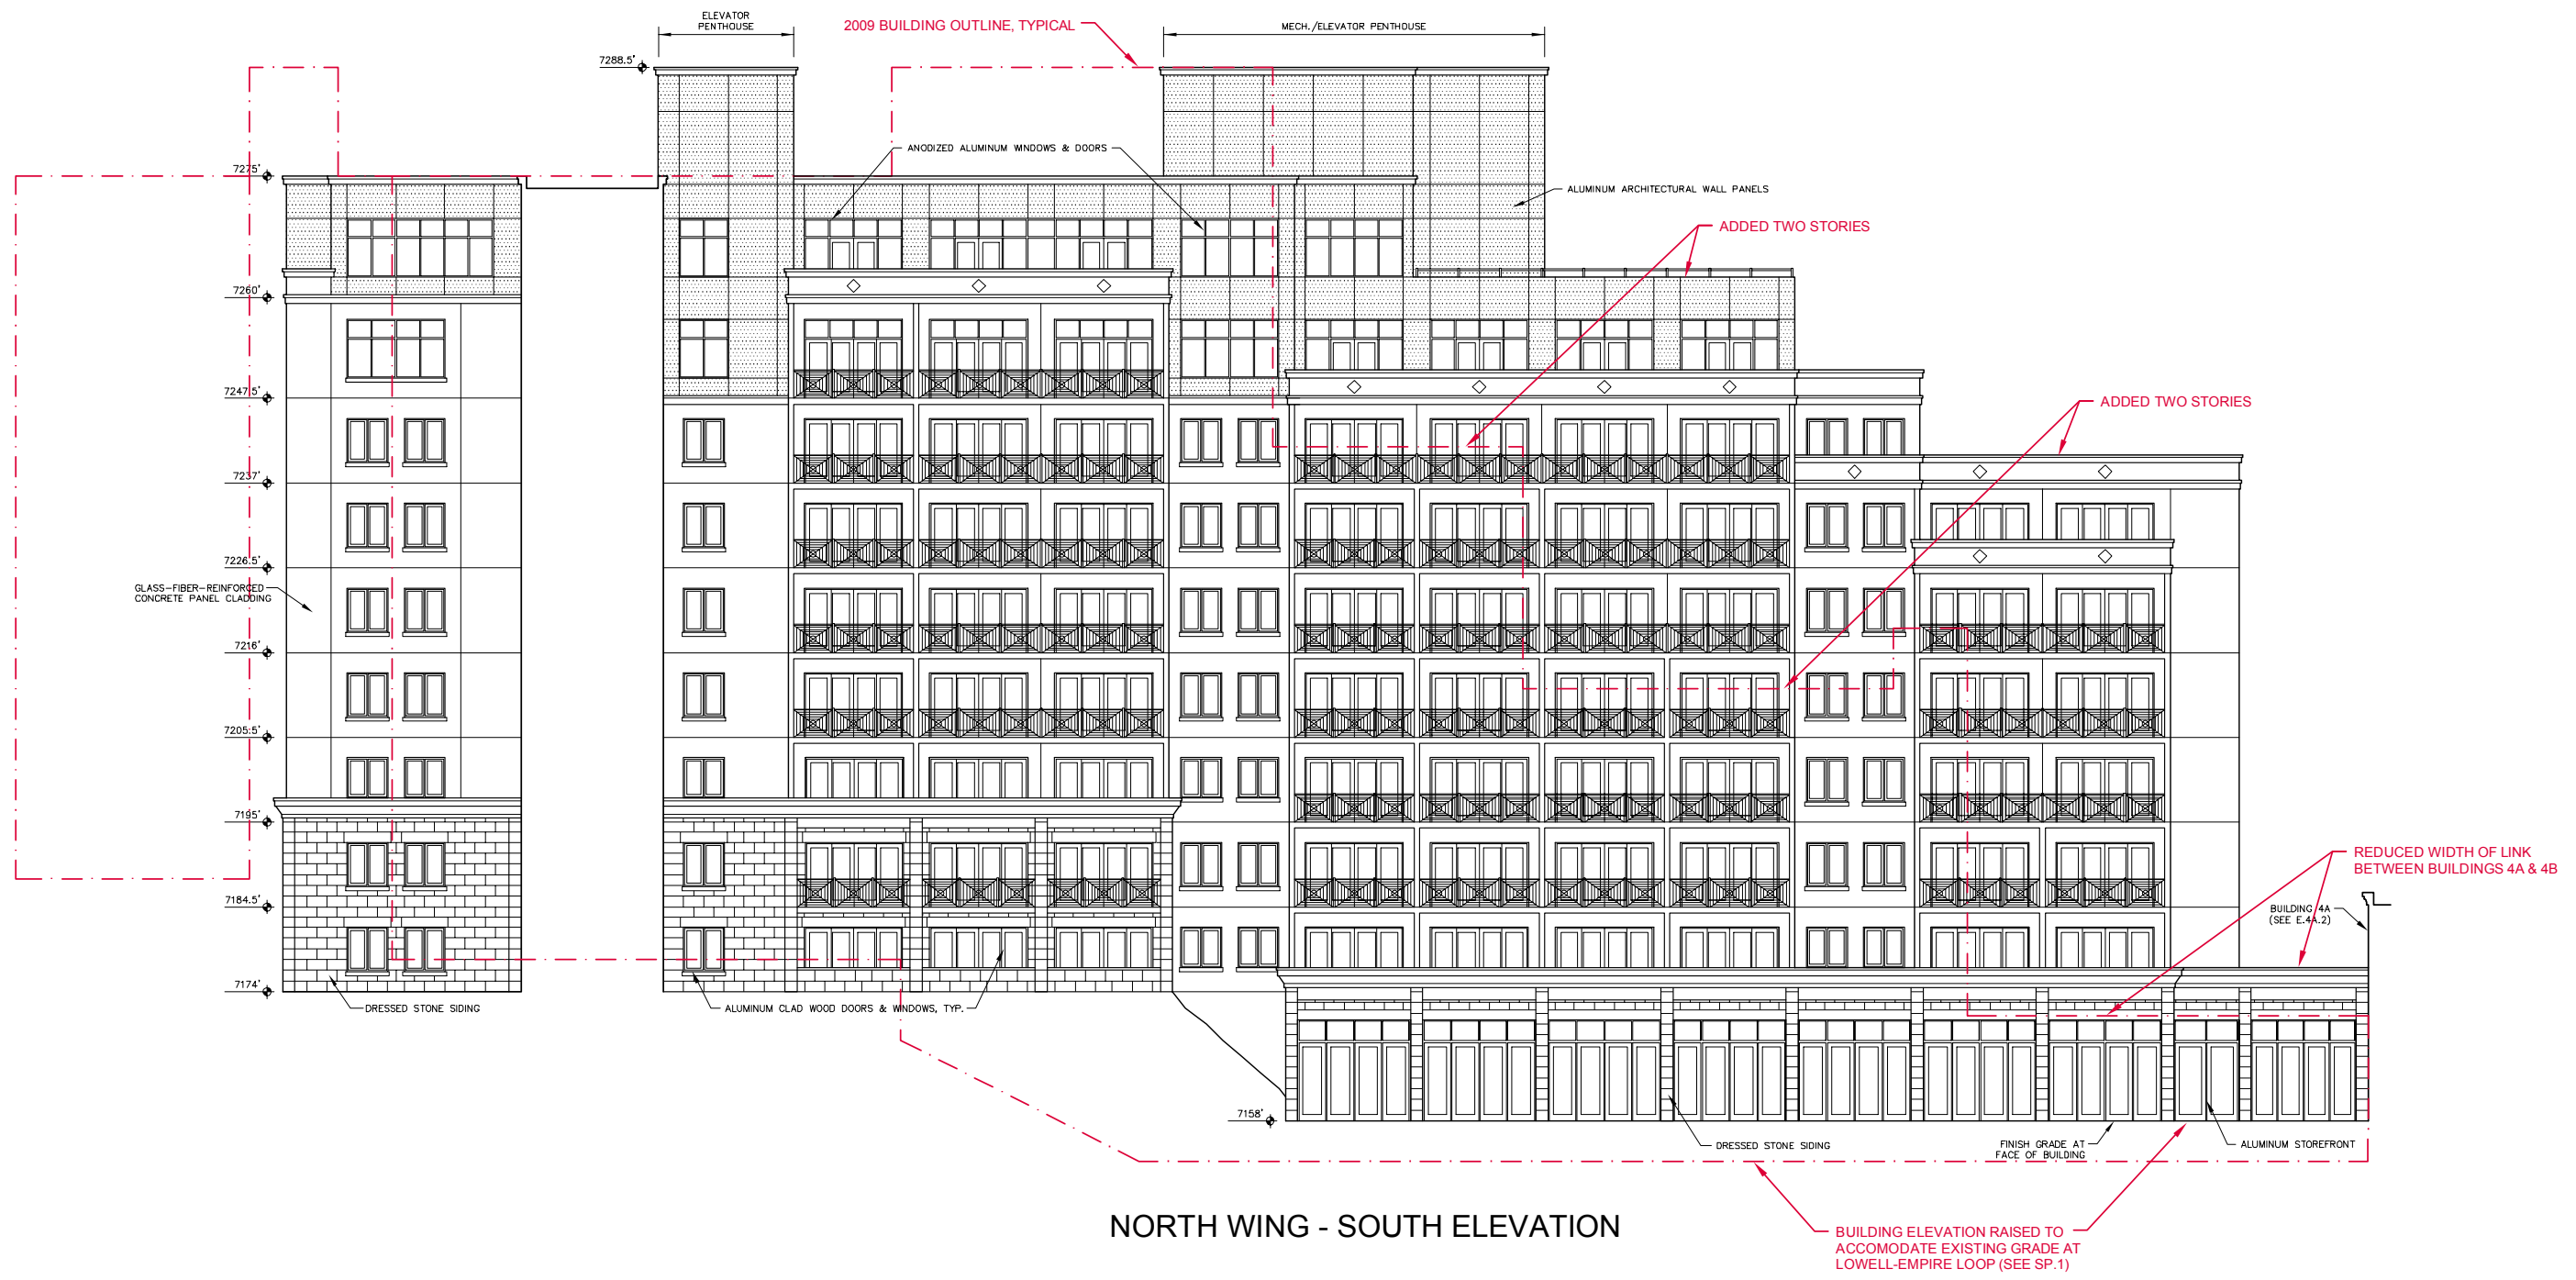 ELEVATOR
PENTHOUSE
2009 BUILDING OUTLINE, TYPICAL
MECH./ELEVATOR PENTHOUSE
7288.5'
ANODIZED ALUMINUM WINDOWS & DOORS
7275'
ALUMINUM ARCHITECTURAL WALL PANELS
ADDED TWO STORIES
7260'
7247.5'
ADDED TWO STORIES
7237'
7226.5'
GLASS-FIBER-REINFORCED
CONCRETE PANEL CLADDING
7216'
7205.5'
7195'
REDUCED WIDTH OF LINK
BETWEEN BUILDINGS 4A & 4B
7184.5'
BUILDING 4A
(SEE E.4A.2)
7174'
DRESSED STONE SIDING
ALUMINUM CLAD WOOD DOORS & WINDOWS, TYP.
7158'
DRESSED STONE SIDING
FINISH GRADE AT
FACE OF BUILDING
ALUMINUM STOREFRONT
NORTH WING - SOUTH ELEVATION
BUILDING ELEVATION RAISED TO
ACCOMODATE EXISTING GRADE AT
LOWELL-EMPIRE LOOP (SEE SP.1)